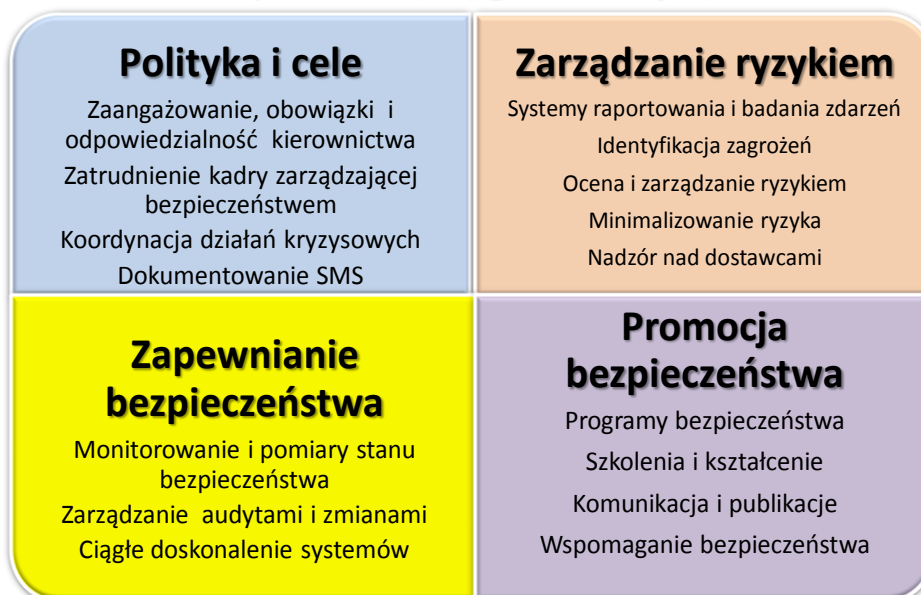 Polityka i cele
Zaangażowanie, obowiązki i
odpowiedzialność kierownictwa
Zatrudnienie kadry zarządzającej
bezpieczeństwem
Koordynacja działań kryzysowych
Dokumentowanie SMS
Zarządzanie ryzykiem
Systemy raportowania i badania zdarzeń
Identyfikacja zagrożeń
Ocena i zarządzanie ryzykiem
Minimalizowanie ryzyka
Nadzór nad dostawcami
Zapewnianie
bezpieczeństwa
Monitorowanie i pomiary stanu
bezpieczeństwa
Zarządzanie audytami i zmianami
Ciągłe doskonalenie systemów
Promocja
bezpieczeństwa
Programy bezpieczeństwa
Szkolenia i kształcenie
Komunikacja i publikacje
Wspomaganie bezpieczeństwa